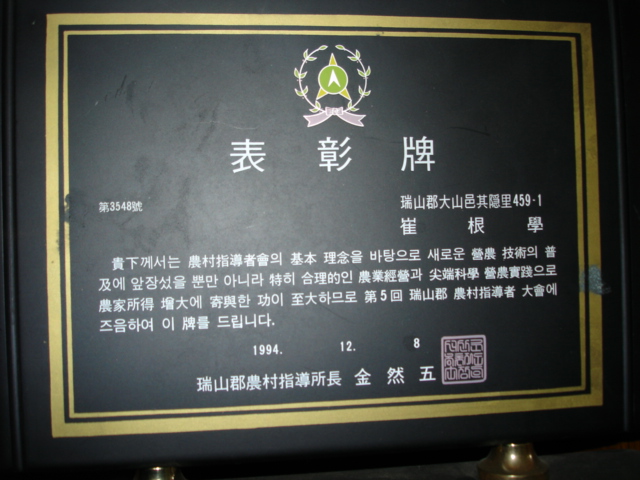 表彰牌
第3548號
瑞山郡大山邑其隠里459-1
崔根學
貴下께서는 農村指導者會의 基本 理念을 바탕으로 새로운 營農 技術의 普
及에 앞장섰을 뿐만 아니라 特히 合理的인 農業經營과 尖端科學 營農實踐으로
農家所得 增大에 寄與한 功이 至大하므로 第5回 瑞山郡 農村指導者 大會에
즈음하여 이 牌를 드립니다.
1994. 12. 8
瑞山郡農村指導所長 金然五